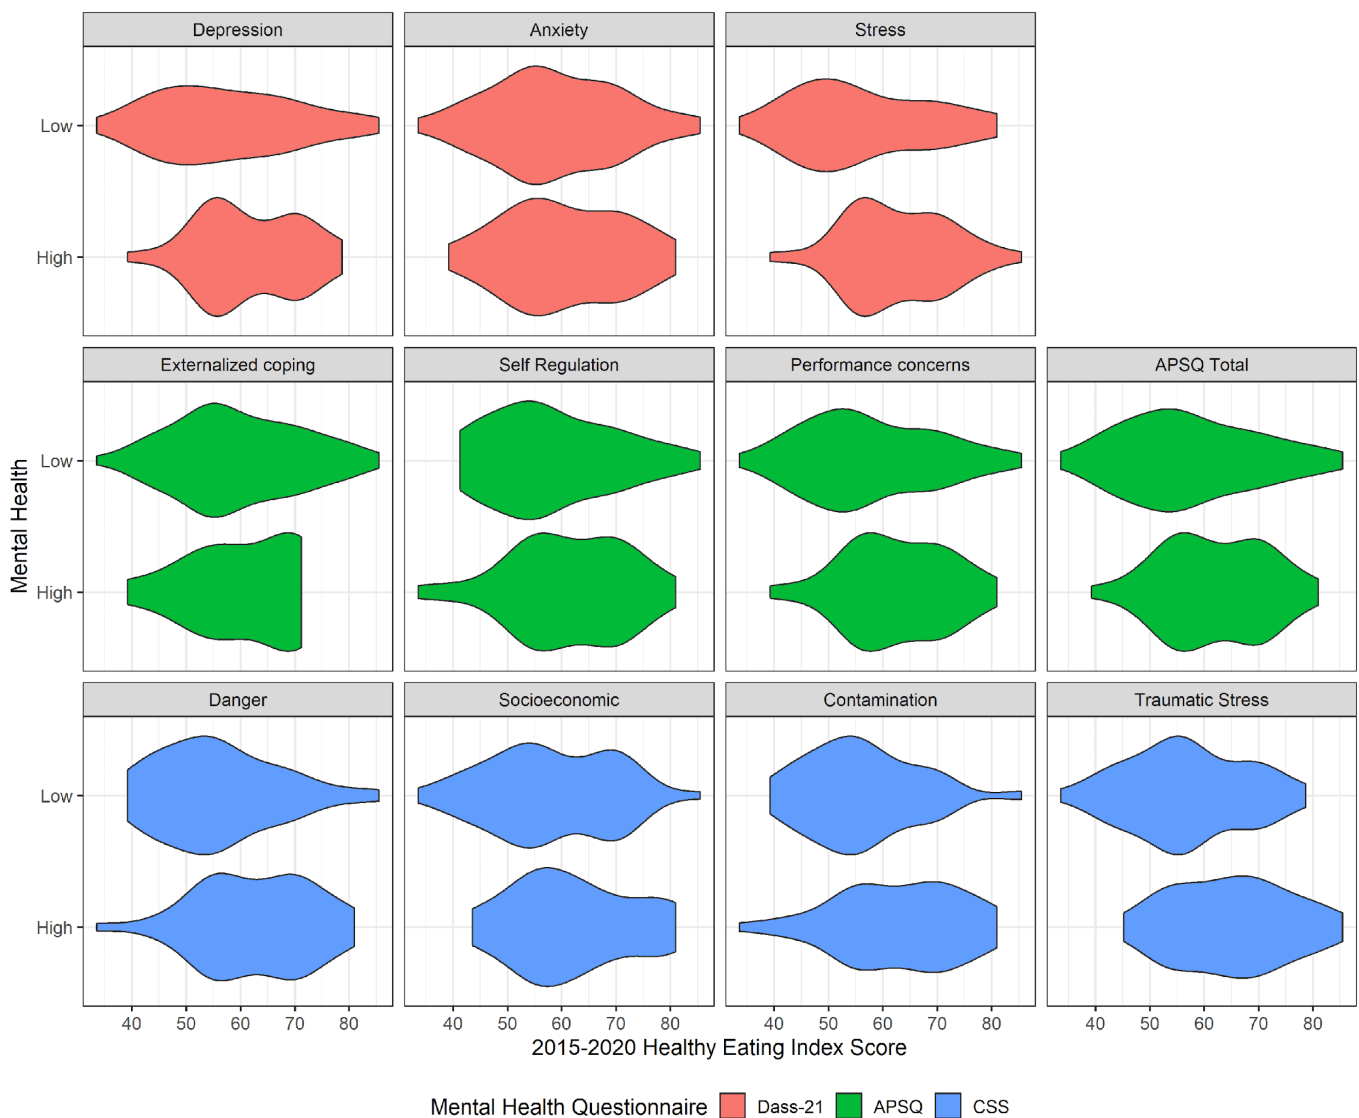 Depression Anxiety Stress
Low
High
Externalized coping Self Regulation Performance concerns APSQ Total
Low
High
Mental Health
Danger Socioeconomic Contamination Traumatic Stress
Low
High
40 50 60 70 80 40 50 60 70 80 40 50 60 70 80 40 50 60 70 80
2015-2020 Healthy Eating Index Score
Mental Health Questionnaire Dass-21 APSQ CSS